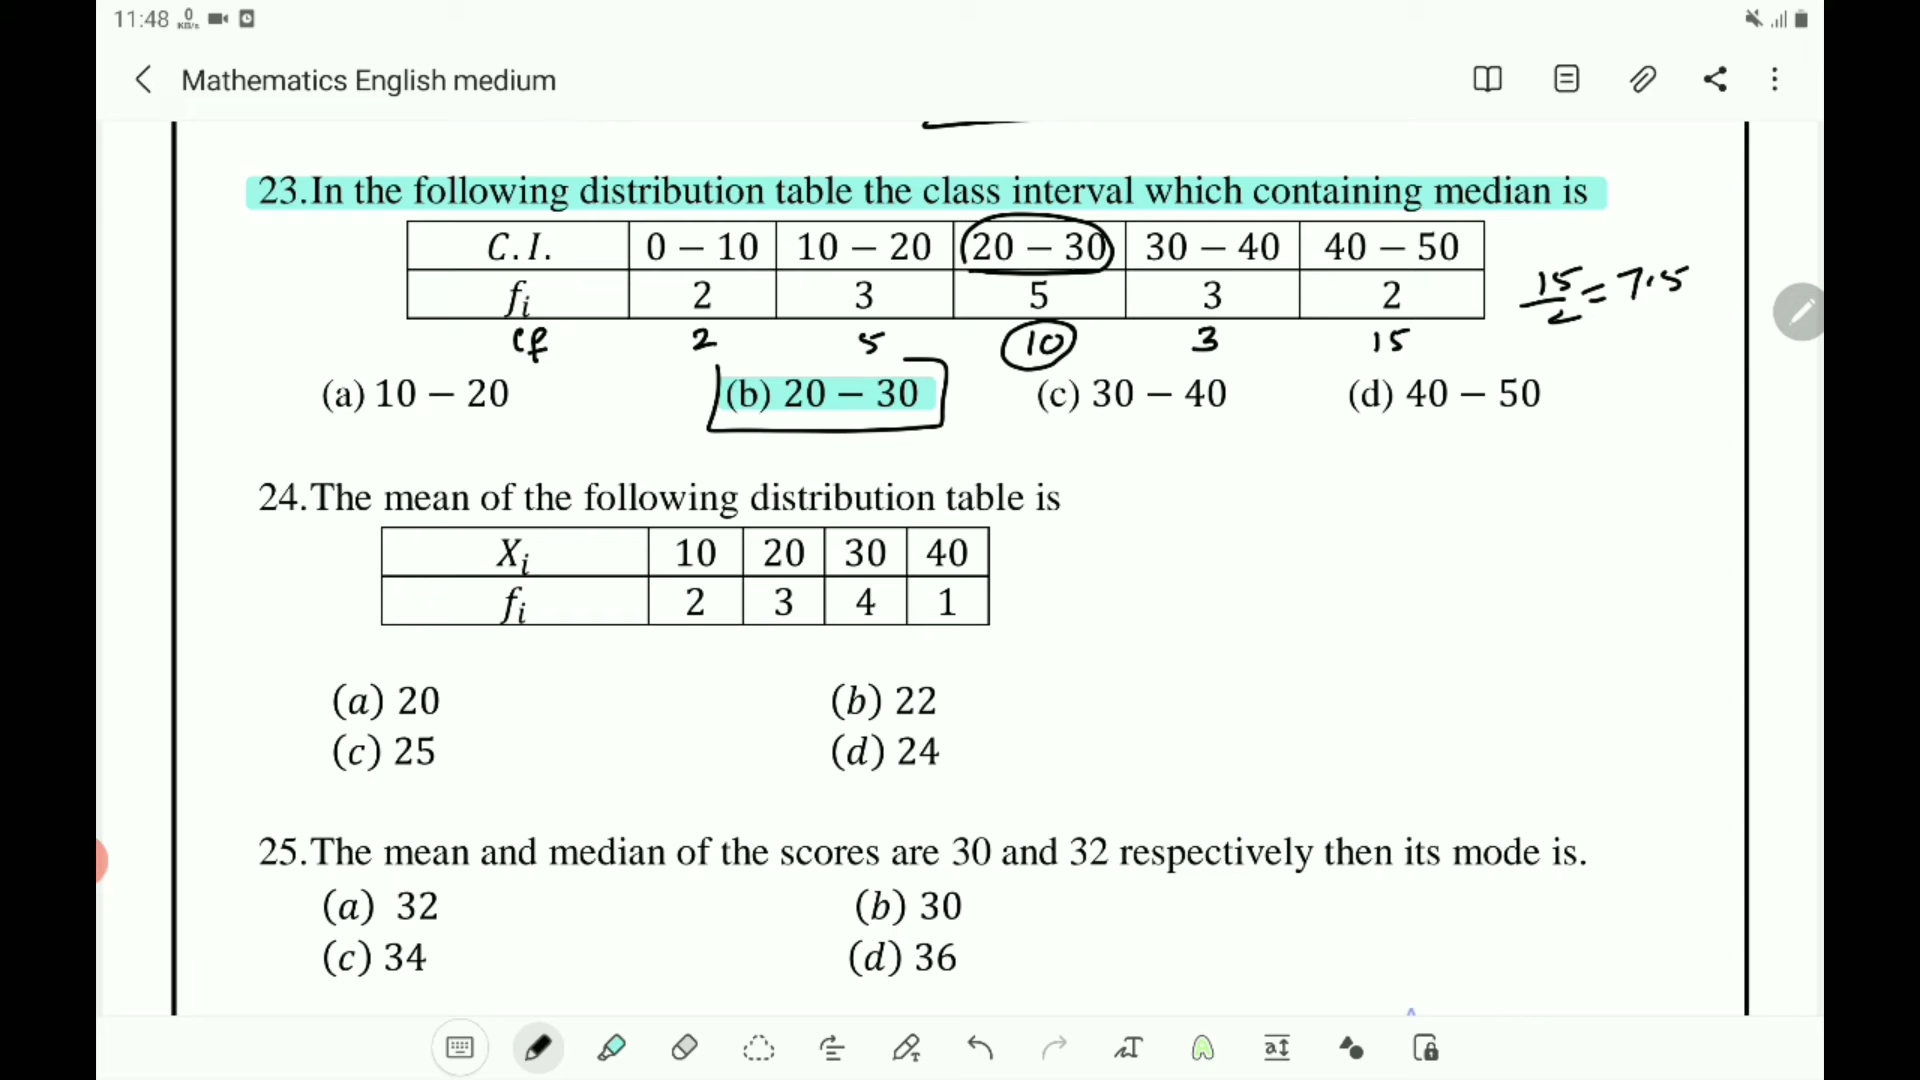 11:48 0 KB/s
Mathematics English medium
23.In the following distribution table the class interval which containing median is
C.I. 0 – 10 10 – 20 20 – 30 30 – 40 40 – 50
fi 2 3 5 3 2
15/2 = 7.5
cf 2 5 10 3 15
(a) 10 – 20 (b) 20 – 30 (c) 30 – 40 (d) 40 – 50
24.The mean of the following distribution table is
Xi 10 20 30 40
fi 2 3 4 1
(a) 20 (b) 22
(c) 25 (d) 24
25.The mean and median of the scores are 30 and 32 respectively then its mode is.
(a) 32 (b) 30
(c) 34 (d) 36